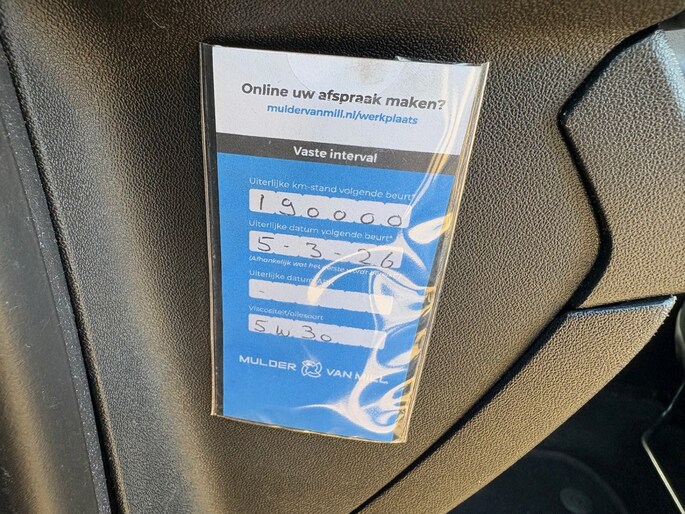 Online uw afspraak maken?
muldervanmill.nl/werkplaats
Vaste interval
Uiterlijke km-stand volgende beurt*
190000
Uiterlijke datum volgende beurt*
5-3-26
(Afhankelijk wat het eerste wordt
Uiterlijke datum
-
Viscositeit/oliesoort
5w30
MULDER VAN MILL